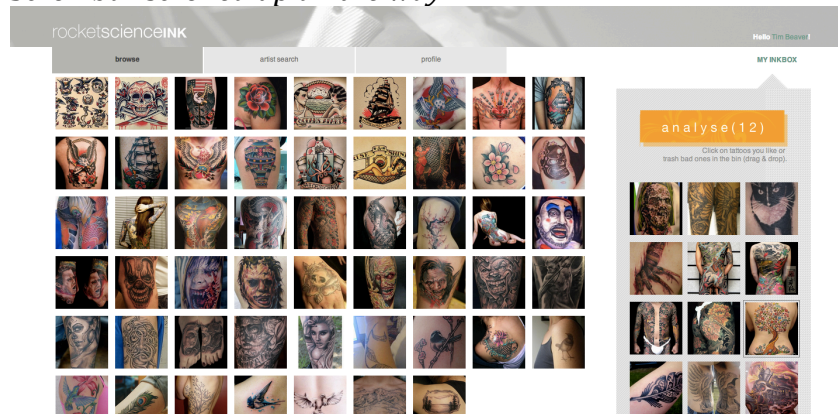 rocketscienceINK
Hello Tim Beaver!
browse
artist search
profile
MY INKBOX
analyse(12)
Click on tattoos you like or
trash bad ones in the bin (drag & drop).